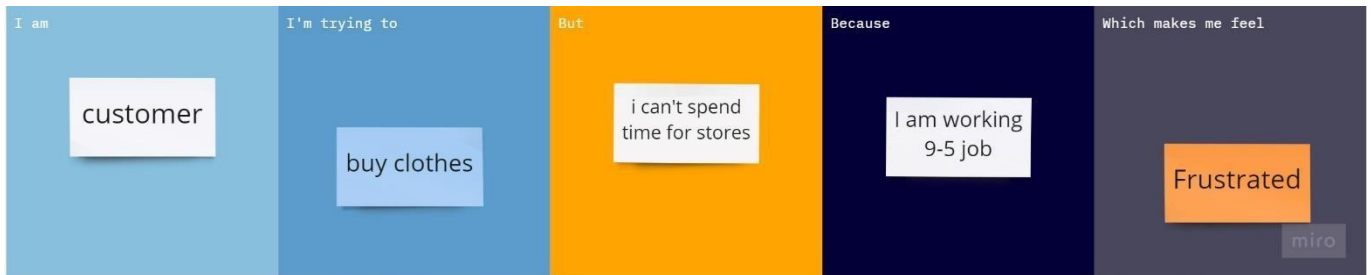 I am
customer
I'm trying to
buy clothes
But
i can't spend
time for stores
Because
I am working
9-5 job
Which makes me feel
Frustrated
miro